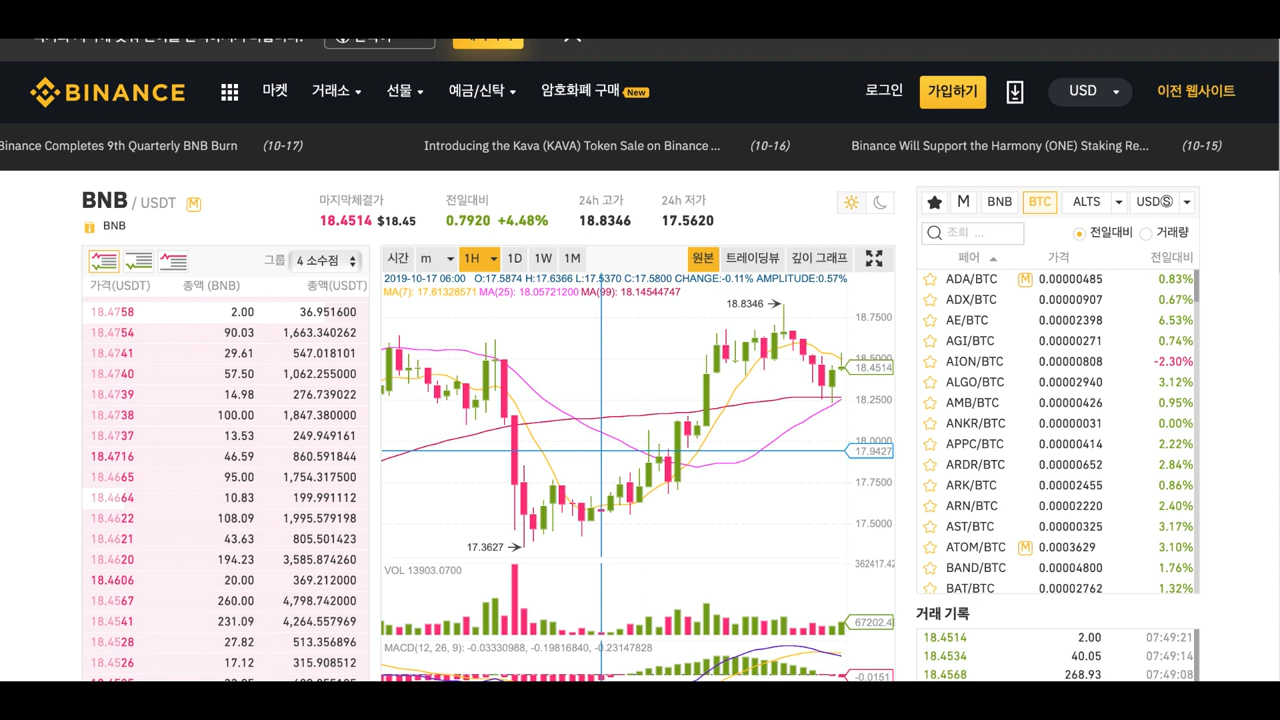 BINANCE
마켓
거래소
선물
예금/신탁
암호화폐 구매 New
로그인
가입하기
USD
이전 웹사이트
Binance Completes 9th Quarterly BNB Burn (10-17)
Introducing the Kava (KAVA) Token Sale on Binance ... (10-16)
Binance Will Support the Harmony (ONE) Staking Re... (10-15)
BNB / USDT M
BNB
마지막체결가
18.4514 $18.45
전일대비
0.7920 +4.48%
24h 고가
18.8346
24h 저가
17.5620
그룹 4 소수점
가격(USDT) 총액 (BNB) 총액(USDT)
18.4758 2.00 36.951600
18.4754 90.03 1,663.340262
18.4741 29.61 547.018101
18.4740 57.50 1,062.255000
18.4739 14.98 276.739022
18.4738 100.00 1,847.380000
18.4737 13.53 249.949161
18.4716 46.59 860.591844
18.4665 95.00 1,754.317500
18.4664 10.83 199.991112
18.4622 108.09 1,995.579198
18.4621 43.63 805.501423
18.4620 194.23 3,585.874260
18.4606 20.00 369.212000
18.4567 260.00 4,798.742000
18.4541 231.09 4,264.557969
18.4528 27.82 513.356896
18.4526 17.12 315.908512
시간 m 1H 1D 1W 1M
원본 트레이딩뷰 깊이 그래프
2019-10-17 06:00 O:17.5874 H:17.6366 L:17.5370 C:17.5800 CHANGE:-0.11% AMPLITUDE:0.57%
MA(7): 17.61328571 MA(25): 18.05721200 MA(99): 18.14544747
18.8346
17.3627
18.7500
18.5000
18.4514
18.2500
18.0000
17.9427
17.7500
17.5000
VOL 13903.0700
362417.42
67202.48
MACD(12, 26, 9): -0.03330988, -0.19816840, -0.23147828
-0.0151
M BNB BTC ALTS USDⓈ
조회 ...
전일대비 거래량
페어 가격 전일대비
ADA/BTC M 0.00000485 0.83%
ADX/BTC 0.00000907 0.67%
AE/BTC 0.00002398 6.53%
AGI/BTC 0.00000271 0.74%
AION/BTC 0.00000808 -2.30%
ALGO/BTC 0.00002940 3.12%
AMB/BTC 0.00000426 0.95%
ANKR/BTC 0.00000031 0.00%
APPC/BTC 0.00000414 2.22%
ARDR/BTC 0.00000652 2.84%
ARK/BTC 0.00002455 0.86%
ARN/BTC 0.00002220 2.40%
AST/BTC 0.00000325 3.17%
ATOM/BTC M 0.0003629 3.10%
BAND/BTC 0.00004800 1.76%
BAT/BTC 0.00002762 1.32%
거래 기록
18.4514 2.00 07:49:21
18.4534 40.05 07:49:14
18.4568 268.93 07:49:08